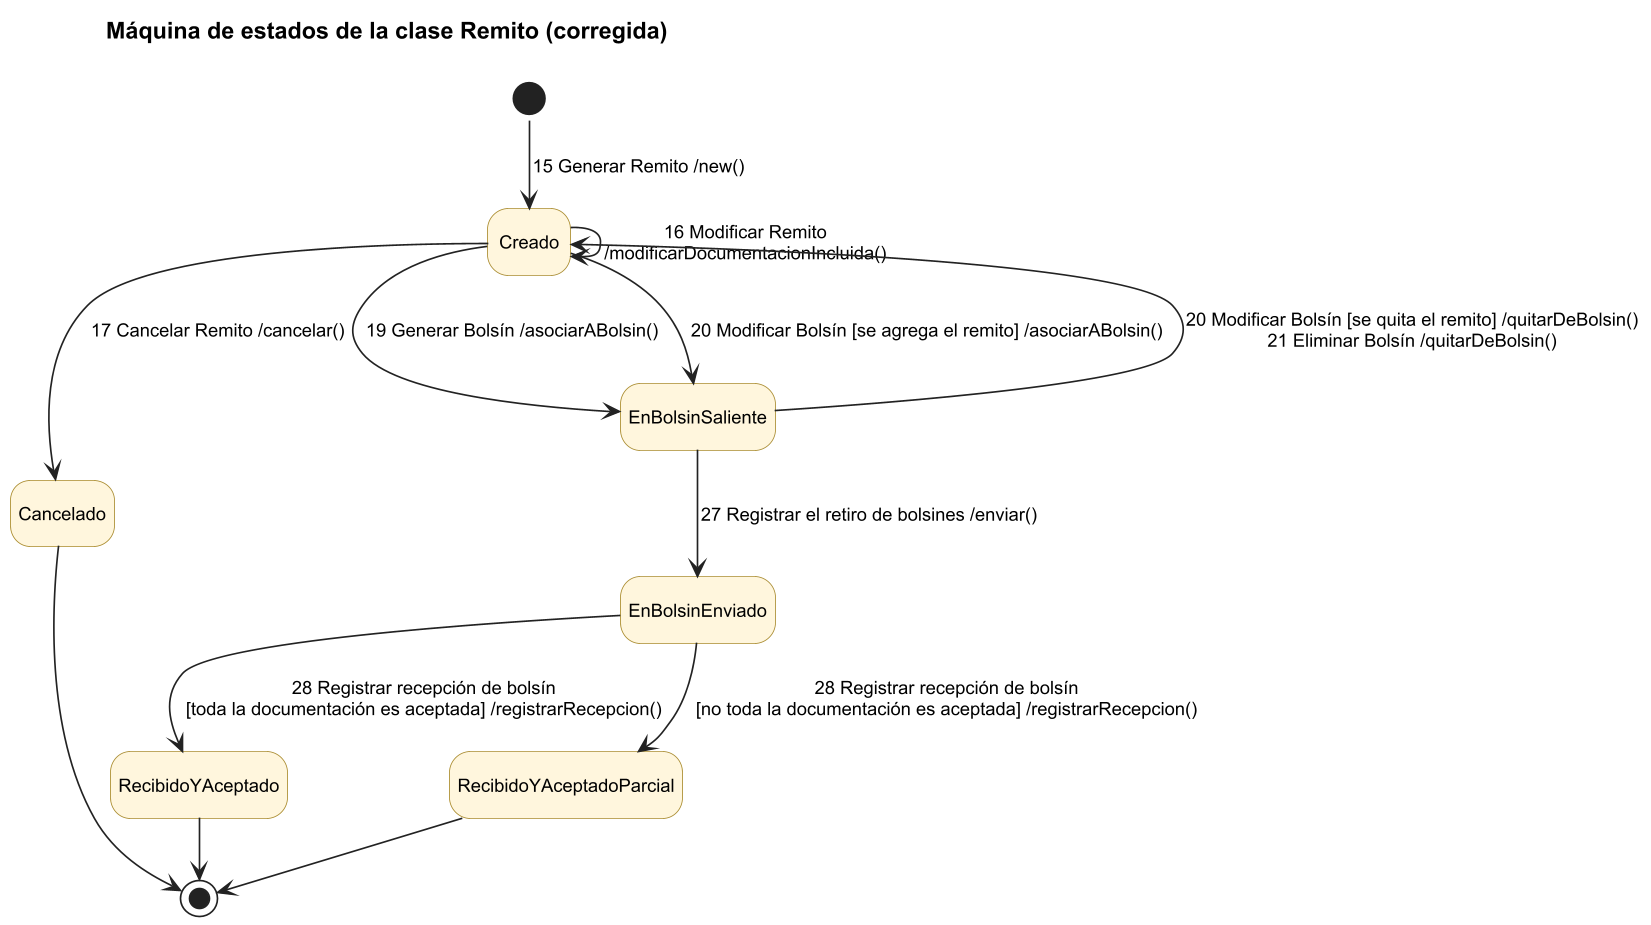 Máquina de estados de la clase Remito (corregida)
15 Generar Remito /new()
Creado
16 Modificar Remito
/modificarDocumentacionIncluida()
17 Cancelar Remito /cancelar()
19 Generar Bolsín /asociarABolsin()
20 Modificar Bolsín [se agrega el remito] /asociarABolsin()
20 Modificar Bolsín [se quita el remito] /quitarDeBolsin()
21 Eliminar Bolsín /quitarDeBolsin()
EnBolsinSaliente
Cancelado
27 Registrar el retiro de bolsines /enviar()
EnBolsinEnviado
28 Registrar recepción de bolsín
[toda la documentación es aceptada] /registrarRecepcion()
28 Registrar recepción de bolsín
[no toda la documentación es aceptada] /registrarRecepcion()
RecibidoYAceptado
RecibidoYAceptadoParcial